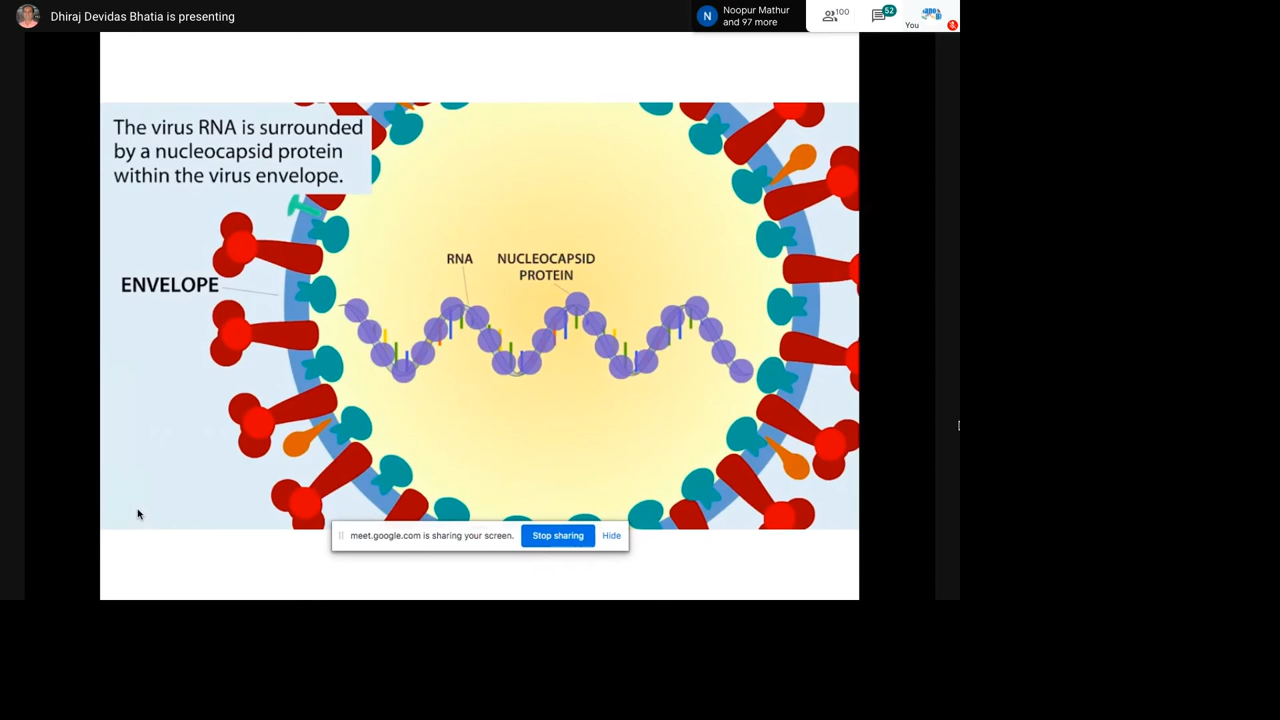 Dhiraj Devidas Bhatia is presenting
N
Noopur Mathur
and 97 more
100
52
You
The virus RNA is surrounded
by a nucleocapsid protein
within the virus envelope.
RNA
NUCLEOCAPSID
PROTEIN
ENVELOPE
meet.google.com is sharing your screen.
Stop sharing
Hide